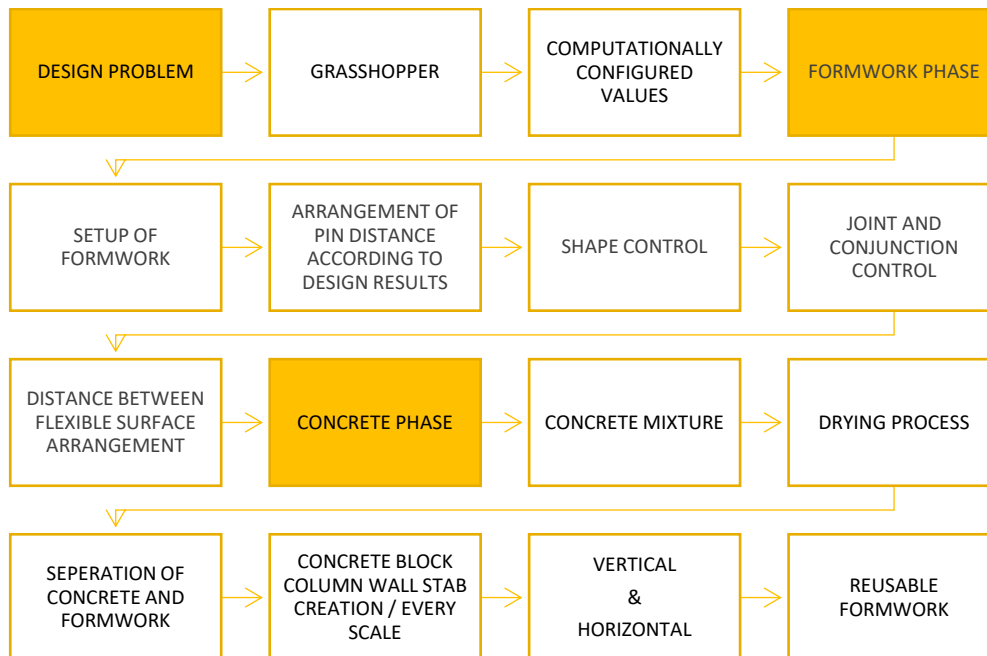 DESIGN PROBLEM
GRASSHOPPER
COMPUTATIONALLY
CONFIGURED
VALUES
FORMWORK PHASE
SETUP OF
FORMWORK
ARRANGEMENT OF
PIN DISTANCE
ACCORDING TO
DESIGN RESULTS
SHAPE CONTROL
JOINT AND
CONJUNCTION
CONTROL
DISTANCE BETWEEN
FLEXIBLE SURFACE
ARRANGEMENT
CONCRETE PHASE
CONCRETE MIXTURE
DRYING PROCESS
SEPERATION OF
CONCRETE AND
FORMWORK
CONCRETE BLOCK
COLUMN WALL STAB
CREATION / EVERY
SCALE
VERTICAL
&
HORIZONTAL
REUSABLE
FORMWORK